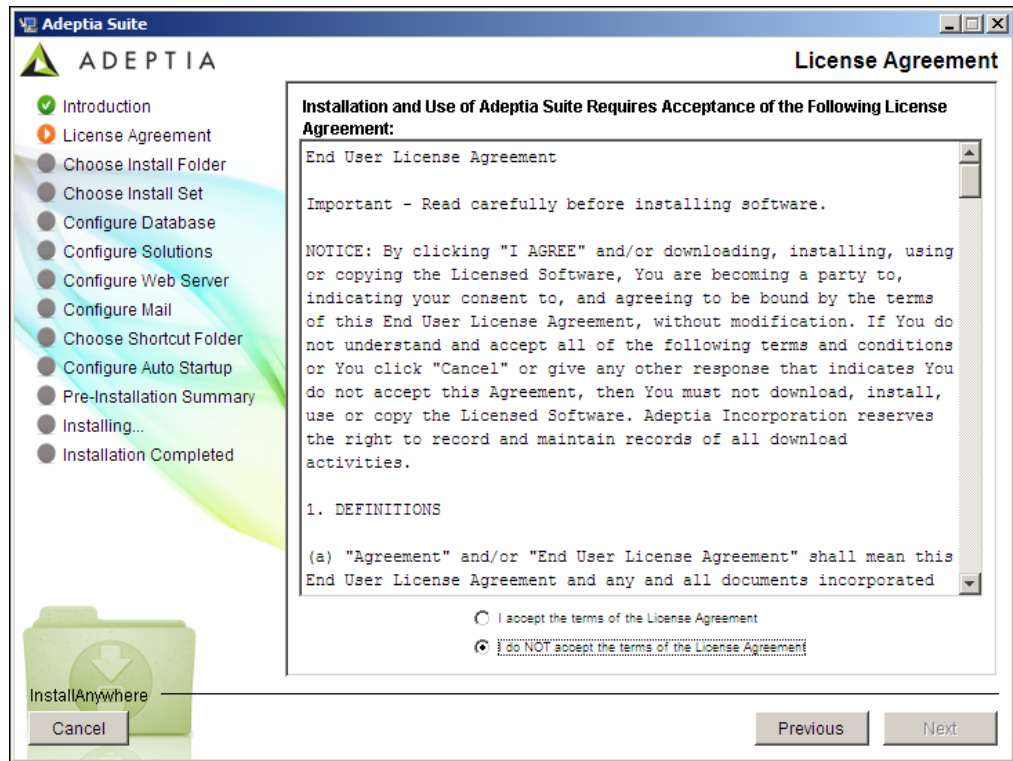 Adeptia Suite
ADEPTIA
License Agreement
Introduction
License Agreement
Choose Install Folder
Choose Install Set
Configure Database
Configure Solutions
Configure Web Server
Configure Mail
Choose Shortcut Folder
Configure Auto Startup
Pre-Installation Summary
Installing...
Installation Completed
Installation and Use of Adeptia Suite Requires Acceptance of the Following License
Agreement:
End User License Agreement
Important - Read carefully before installing software.
NOTICE: By clicking "I AGREE" and/or downloading, installing, using
or copying the Licensed Software, You are becoming a party to,
indicating your consent to, and agreeing to be bound by the terms
of this End User License Agreement, without modification. If You do
not understand and accept all of the following terms and conditions
or You click "Cancel" or give any other response that indicates You
do not accept this Agreement, then You must not download, install,
use or copy the Licensed Software. Adeptia Incorporation reserves
the right to record and maintain records of all download
activities.
1. DEFINITIONS
(a) "Agreement" and/or "End User License Agreement" shall mean this
End User License Agreement and any and all documents incorporated
I accept the terms of the License Agreement
I do NOT accept the terms of the License Agreement
InstallAnywhere
Cancel
Previous
Next